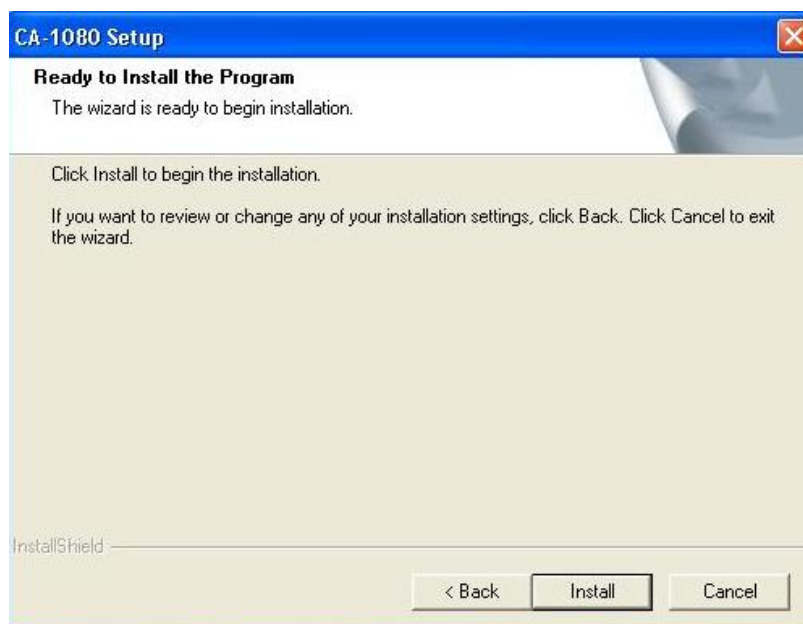 CA-1080 Setup
Ready to Install the Program
The wizard is ready to begin installation.
Click Install to begin the installation.
If you want to review or change any of your installation settings, click Back. Click Cancel to exit
the wizard.
InstallShield
< Back Install Cancel